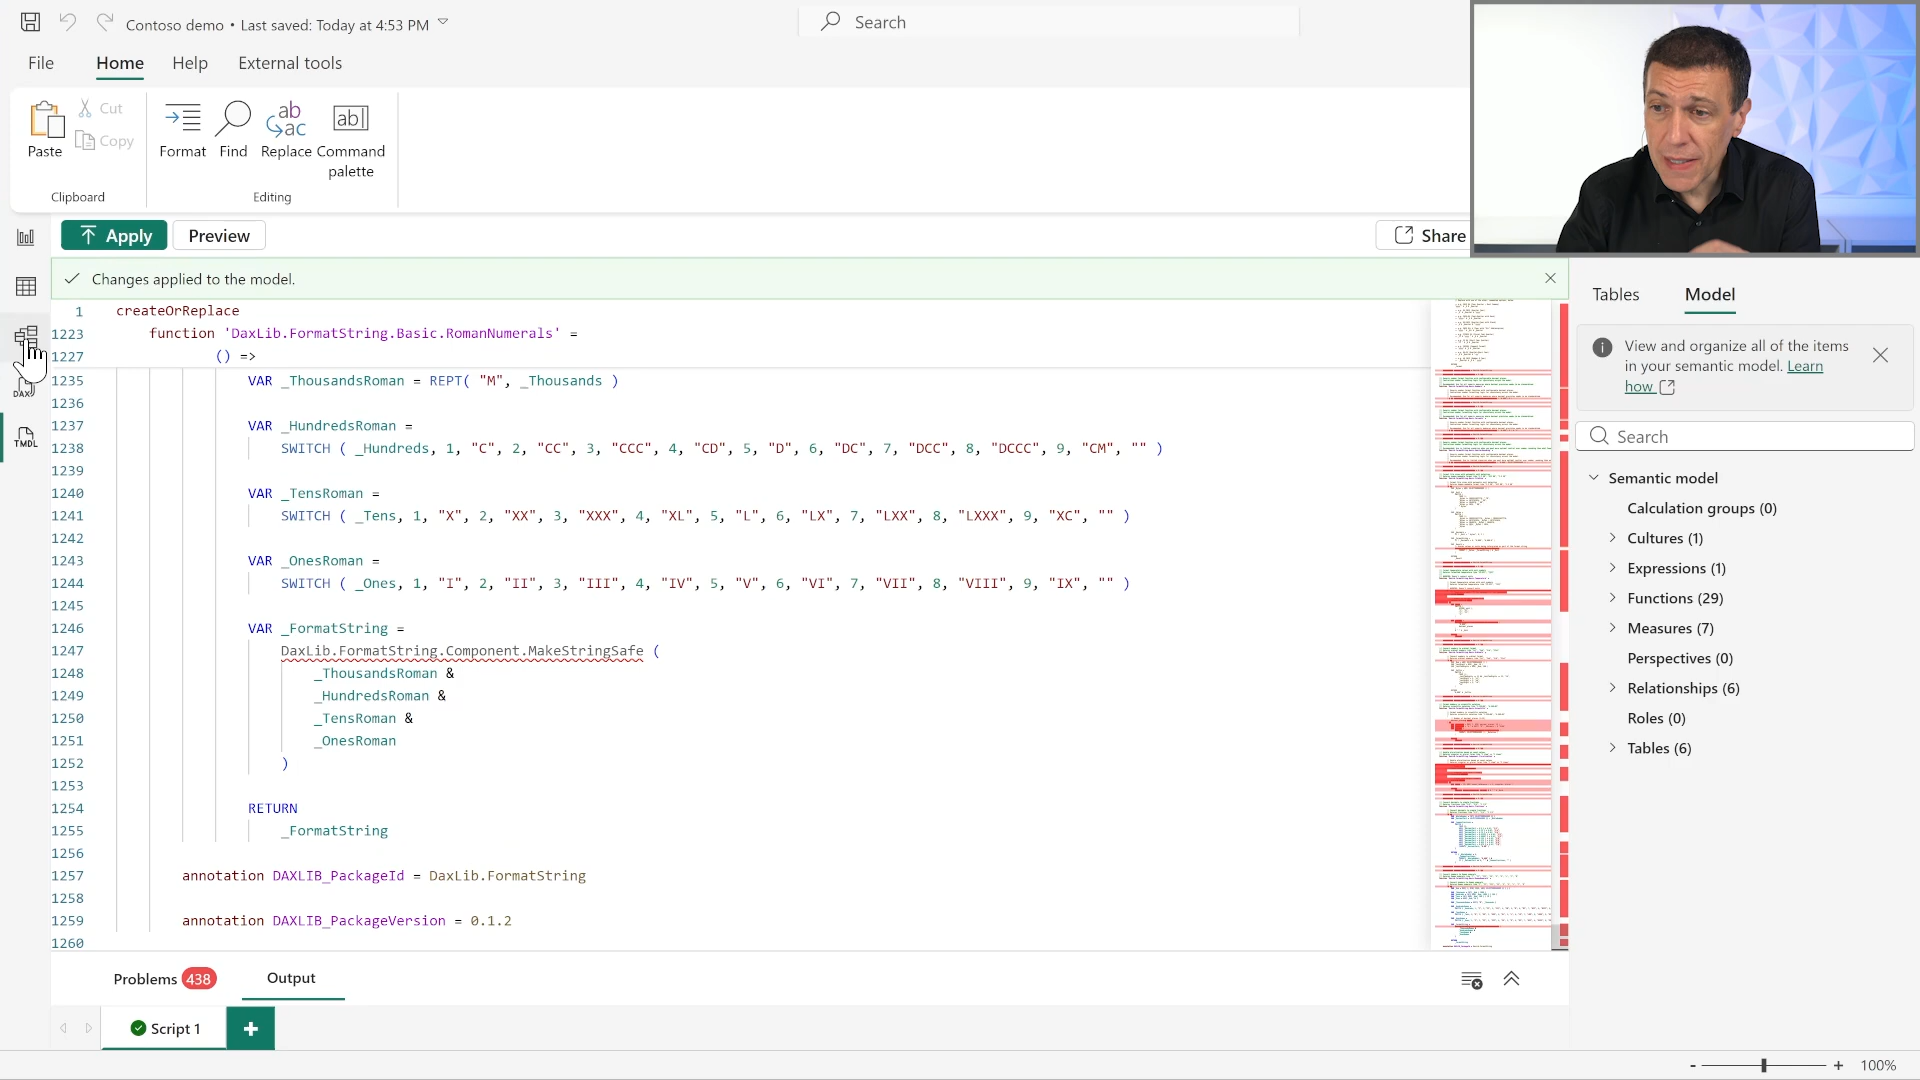 Contoso demo • Last saved: Today at 4:53 PM
Search
File
Home
Help
External tools
Paste
Cut
Copy
Format
Find
Replace
Command palette
Clipboard
Editing
Apply
Preview
Share
Changes applied to the model.
1 createOrReplace
1223 function 'DaxLib.FormatString.Basic.RomanNumerals' =
1227 () =>
1235 VAR _ThousandsRoman = REPT( "M", _Thousands )
1236
1237 VAR _HundredsRoman =
1238 SWITCH ( _Hundreds, 1, "C", 2, "CC", 3, "CCC", 4, "CD", 5, "D", 6, "DC", 7, "DCC", 8, "DCCC", 9, "CM", "" )
1239
1240 VAR _TensRoman =
1241 SWITCH ( _Tens, 1, "X", 2, "XX", 3, "XXX", 4, "XL", 5, "L", 6, "LX", 7, "LXX", 8, "LXXX", 9, "XC", "" )
1242
1243 VAR _OnesRoman =
1244 SWITCH ( _Ones, 1, "I", 2, "II", 3, "III", 4, "IV", 5, "V", 6, "VI", 7, "VII", 8, "VIII", 9, "IX", "" )
1245
1246 VAR _FormatString =
1247 DaxLib.FormatString.Component.MakeStringSafe (
1248 _ThousandsRoman &
1249 _HundredsRoman &
1250 _TensRoman &
1251 _OnesRoman
1252 )
1253
1254 RETURN
1255 _FormatString
1256
1257 annotation DAXLIB_PackageId = DaxLib.FormatString
1258
1259 annotation DAXLIB_PackageVersion = 0.1.2
1260
DAX
TMDL
Problems 438
Output
Script 1
Tables
Model
View and organize all of the items
in your semantic model. Learn
how
Search
Semantic model
Calculation groups (0)
Cultures (1)
Expressions (1)
Functions (29)
Measures (7)
Perspectives (0)
Relationships (6)
Roles (0)
Tables (6)
- + 100%